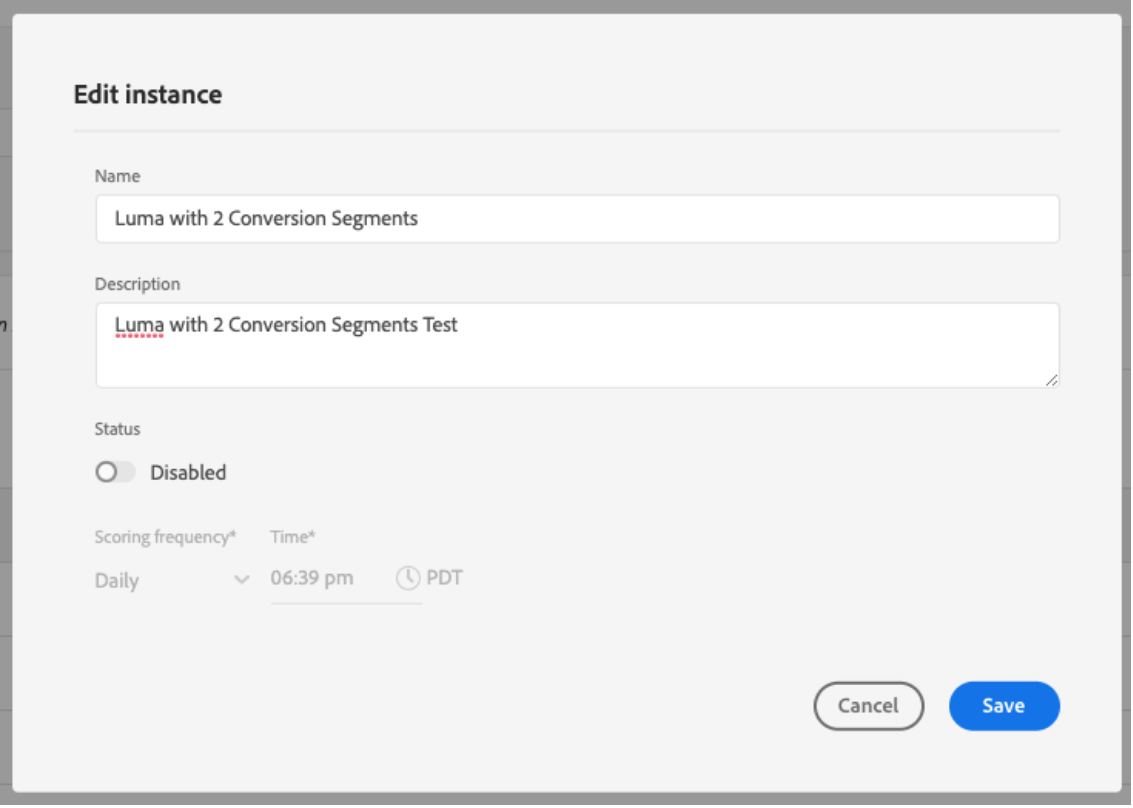 Edit instance
Name
Luma with 2 Conversion Segments
Description
Luma with 2 Conversion Segments Test
Status
Disabled
Scoring frequency* Time*
Daily 06:39 pm PDT
Cancel Save
n